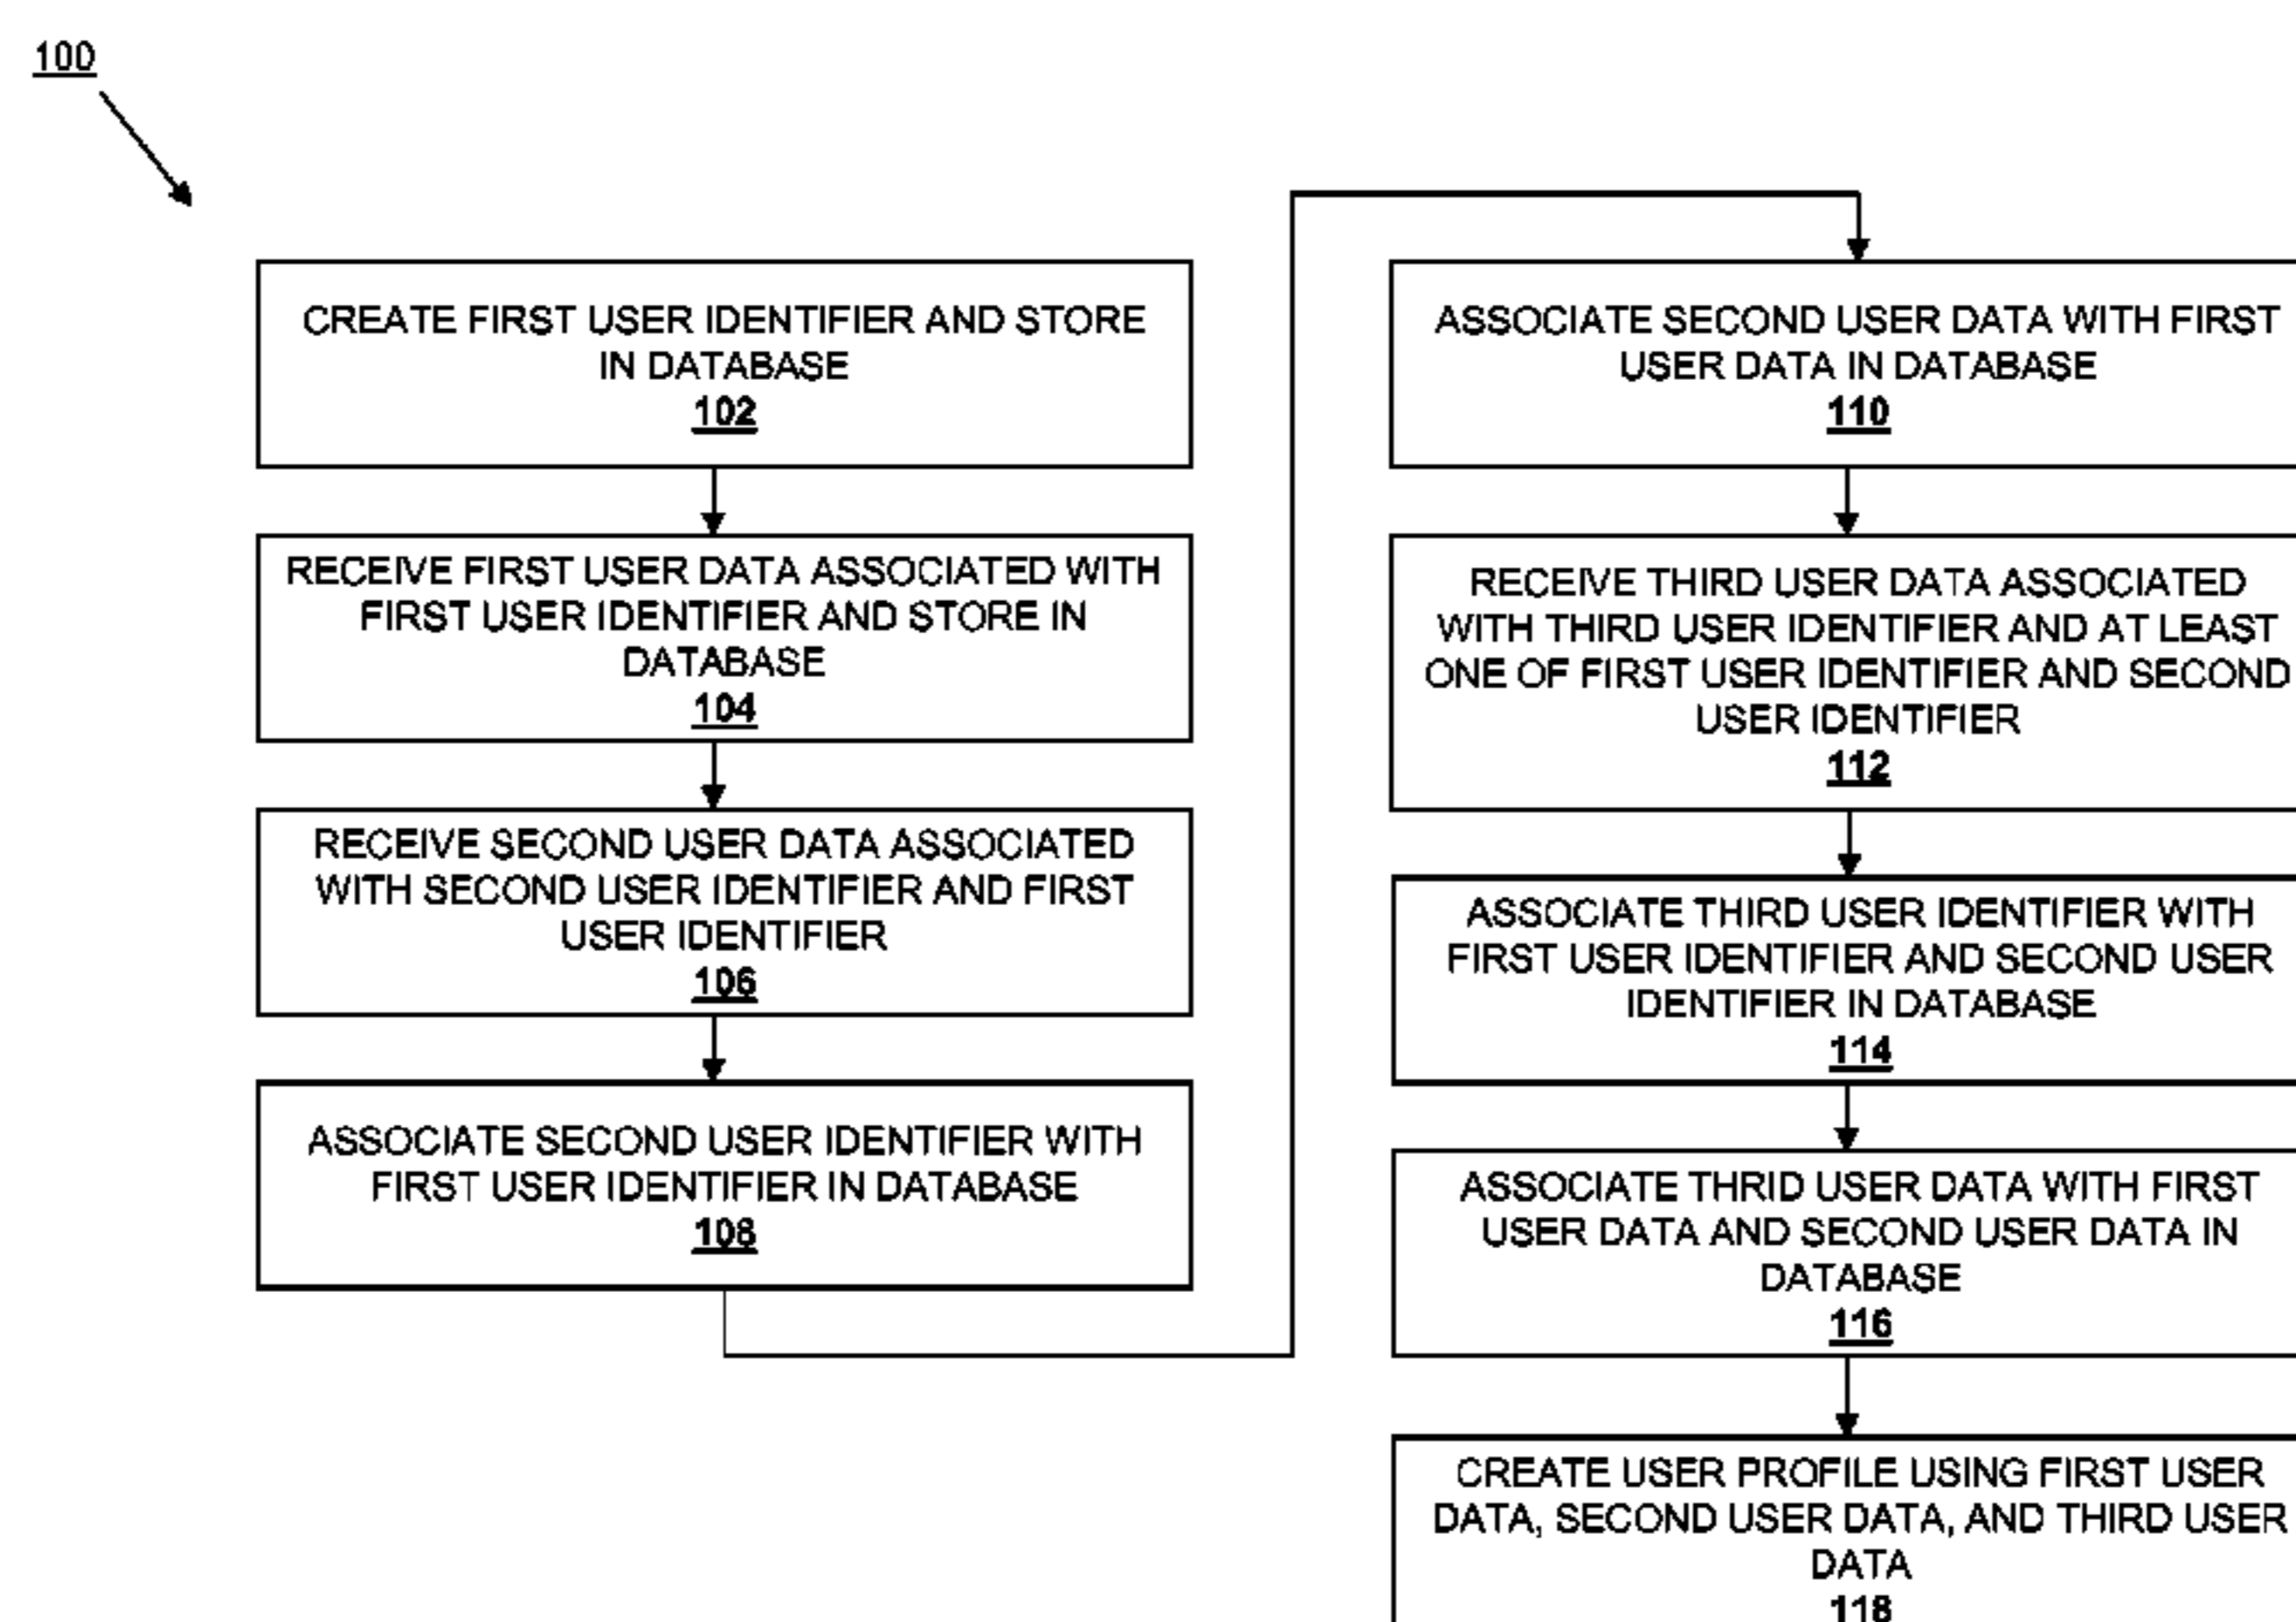 100
CREATE FIRST USER IDENTIFIER AND STORE
IN DATABASE
102
RECEIVE FIRST USER DATA ASSOCIATED WITH
FIRST USER IDENTIFIER AND STORE IN
DATABASE
104
RECEIVE SECOND USER DATA ASSOCIATED
WITH SECOND USER IDENTIFIER AND FIRST
USER IDENTIFIER
106
ASSOCIATE SECOND USER IDENTIFIER WITH
FIRST USER IDENTIFIER IN DATABASE
108
ASSOCIATE SECOND USER DATA WITH FIRST
USER DATA IN DATABASE
110
RECEIVE THIRD USER DATA ASSOCIATED
WITH THIRD USER IDENTIFIER AND AT LEAST
ONE OF FIRST USER IDENTIFIER AND SECOND
USER IDENTIFIER
112
ASSOCIATE THIRD USER IDENTIFIER WITH
FIRST USER IDENTIFIER AND SECOND USER
IDENTIFIER IN DATABASE
114
ASSOCIATE THRID USER DATA WITH FIRST
USER DATA AND SECOND USER DATA IN
DATABASE
116
CREATE USER PROFILE USING FIRST USER
DATA, SECOND USER DATA, AND THIRD USER
DATA
118